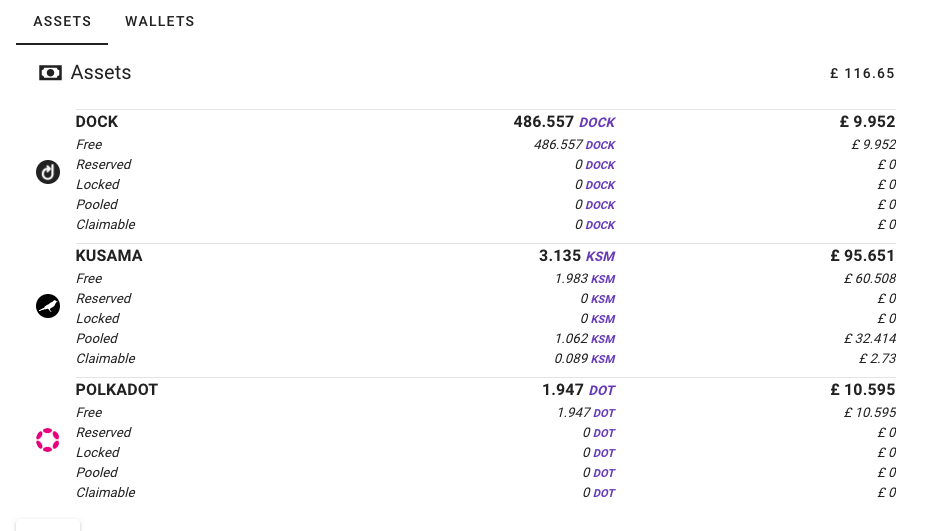 ASSETS WALLETS
Assets £ 116.65
DOCK 486.557 DOCK £ 9.952
Free 486.557 DOCK £ 9.952
Reserved 0 DOCK £ 0
Locked 0 DOCK £ 0
Pooled 0 DOCK £ 0
Claimable 0 DOCK £ 0
KUSAMA 3.135 KSM £ 95.651
Free 1.983 KSM £ 60.508
Reserved 0 KSM £ 0
Locked 0 KSM £ 0
Pooled 1.062 KSM £ 32.414
Claimable 0.089 KSM £ 2.73
POLKADOT 1.947 DOT £ 10.595
Free 1.947 DOT £ 10.595
Reserved 0 DOT £ 0
Locked 0 DOT £ 0
Pooled 0 DOT £ 0
Claimable 0 DOT £ 0